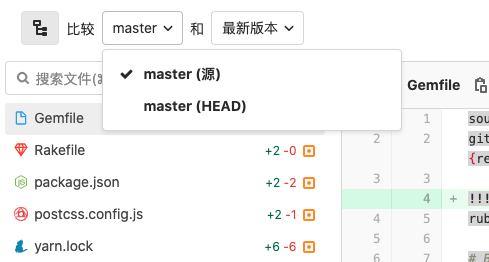 比较 master 和 最新版本
master (源)
master (HEAD)
搜索文件(⌘
Gemfile
Gemfile
Rakefile +2 -0
package.json +2 -2
postcss.config.js +2 -1
yarn.lock +6 -6
1 sou
2 2 git
{re
3 3
4 + !!!
4 5 rub
5 6
6 7 #